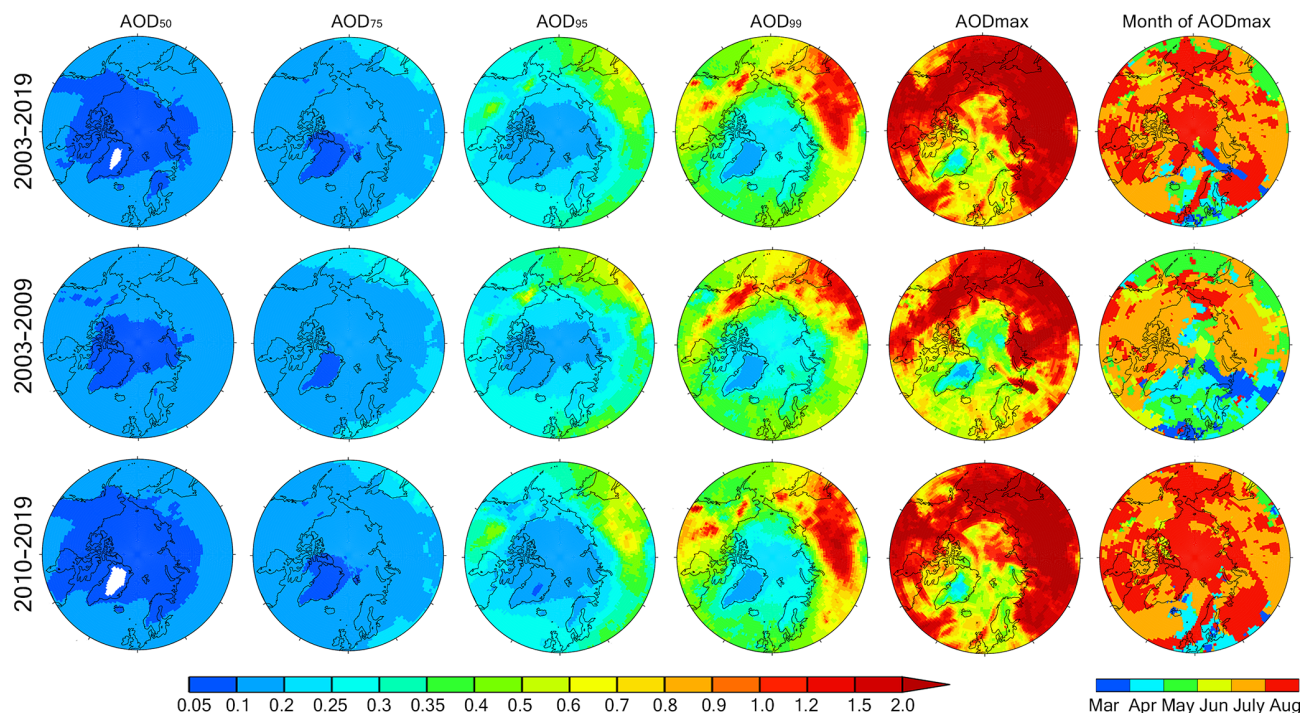 AOD50 AOD75 AOD95 AOD99 AODmax Month of AODmax
2003–2019
2003–2009
2010–2019
0.05 0.1 0.2 0.25 0.3 0.35 0.4 0.5 0.6 0.7 0.8 0.9 1.0 1.2 1.5 2.0
Mar Apr May Jun July Aug